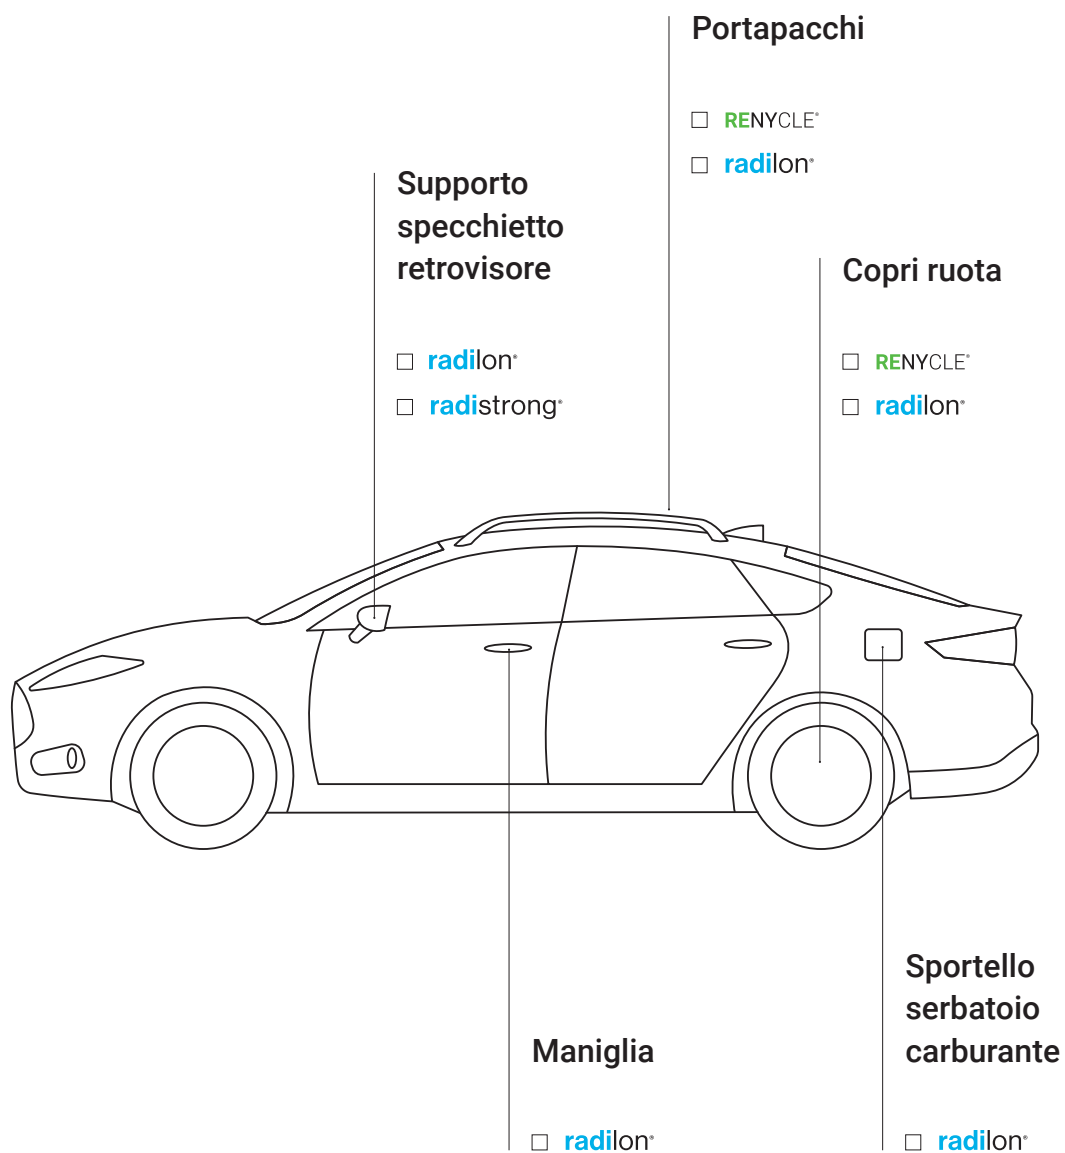 Portapacchi
☐ RENYCLE®
☐ radilon®
Supporto
specchietto
retrovisore
☐ radilon®
☐ radistrong®
Copri ruota
☐ RENYCLE®
☐ radilon®
Maniglia
☐ radilon®
Sportello
serbatoio
carburante
☐ radilon®